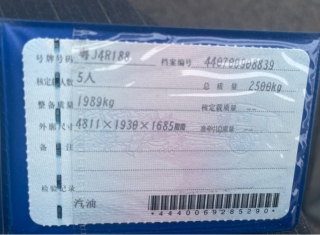 号牌号码 粤J4R188 档案编号 440700908839
核定载人数 5人 总质量 2500kg
整备质量 1989kg 核定载质量 --
外廓尺寸 4811×1930×1685mm 准牵引总质量 --
备注
检验记录
汽油 *4440069285290*